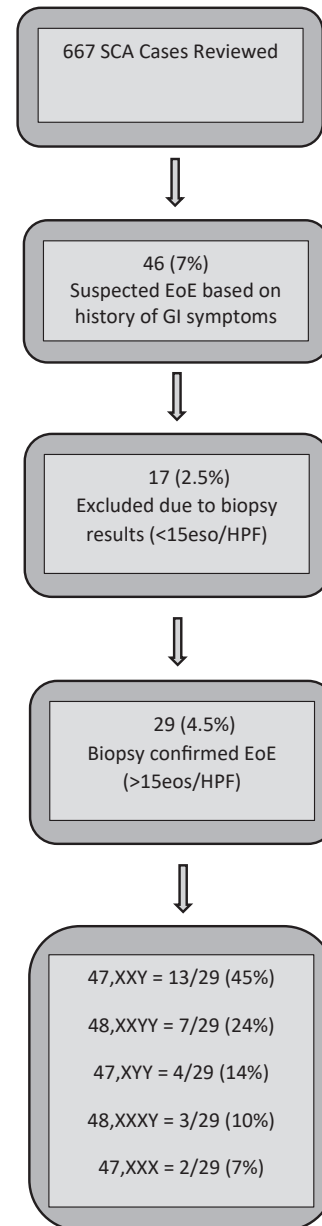 667 SCA Cases Reviewed
46 (7%)
Suspected EoE based on
history of GI symptoms
17 (2.5%)
Excluded due to biopsy
results (<15eso/HPF)
29 (4.5%)
Biopsy confirmed EoE
(>15eos/HPF)
47,XXY = 13/29 (45%)
48,XXYY = 7/29 (24%)
47,XYY = 4/29 (14%)
48,XXXY = 3/29 (10%)
47,XXX = 2/29 (7%)